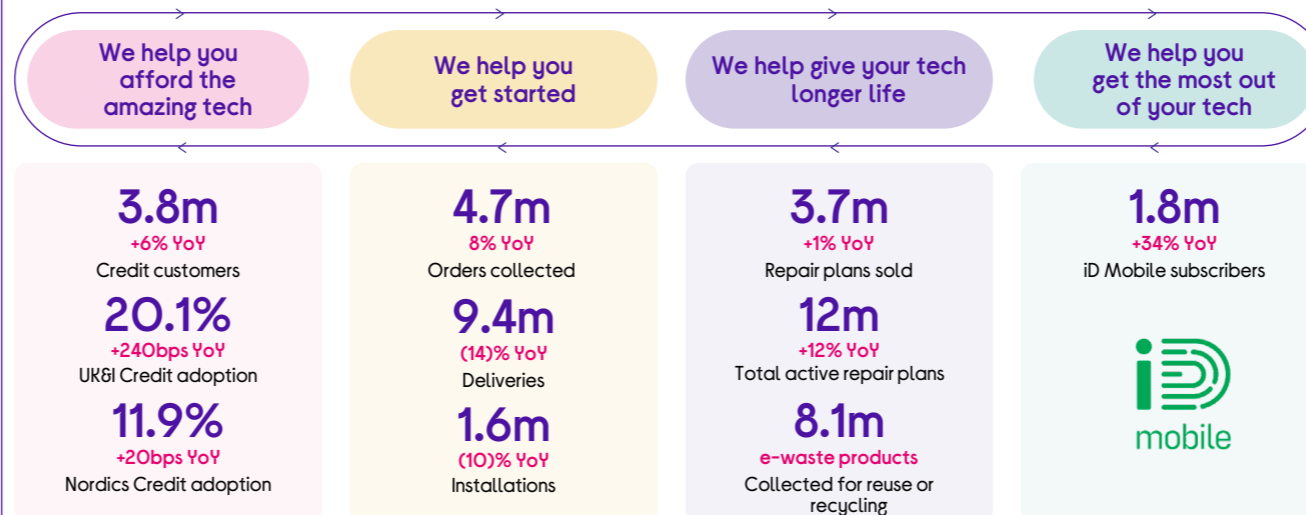 We help you
afford the
amazing tech
We help you
get started
We help give your tech
longer life
We help you
get the most out
of your tech
3.8m
+6% YoY
Credit customers
20.1%
+240bps YoY
UK&I Credit adoption
11.9%
+20bps YoY
Nordics Credit adoption
4.7m
8% YoY
Orders collected
9.4m
(14)% YoY
Deliveries
1.6m
(10)% YoY
Installations
3.7m
+1% YoY
Repair plans sold
12m
+12% YoY
Total active repair plans
8.1m
e-waste products
Collected for reuse or
recycling
1.8m
+34% YoY
iD Mobile subscribers
iD
mobile